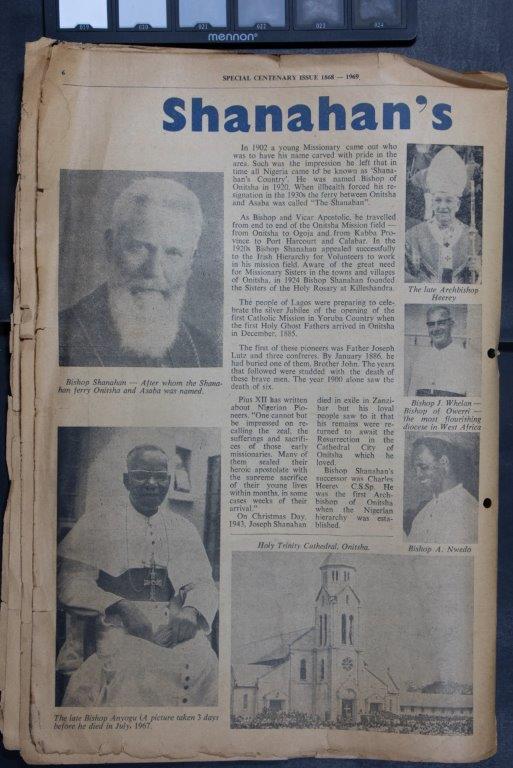 019
020
021
022
023
024
mennon®
6
SPECIAL CENTENARY ISSUE 1868 — 1969
Shanahan's
In 1902 a young Missionary came out who
was to have his name carved with pride in the
area. Such was the impression he left that in
time all Nigeria came to be known as 'Shana-
han's Country'. He was named Bishop of
Onitsha in 1920. When illhealth forced his re-
signation in the 1930s the ferry between Onitsha
and Asaba was called "The Shanahan".
As Bishop and Vicar Apostolic, he travelled
from end to end of the Onitsha Mission field —
from Onitsha to Ogoja and from Kabba Pro-
vince to Port Harcourt and Calabar. In the
1920s Bishop Shanahan appealed successfully
to the Irish Hierarchy for Volunteers to work
in his mission field. Aware of the great need
for Missionary Sisters in the towns and villages
of Onitsha, in 1924 Bishop Shanahan founded
the Sisters of the Holy Rosary at Killeshandra.
The people of Lagos were preparing to cele-
brate the silver Jubilee of the opening of the
first Catholic Mission in Yoruba Country when
the first Holy Ghost Fathers arrived in Onitsha
in December, 1885.
The first of these pioneers was Father Joseph
Lutz and three confreres. By January 1886, he
had buried one of them, Brother John. The years
that followed were studded with the death of
these brave men. The year 1900 alone saw the
death of six.
Pius XII has written
about Nigerian Pio-
neers, "One cannot but
be impressed on re-
calling the zeal, the
sufferings and sacrifi-
ces of those early
missionaries. Many of
them sealed their
heroic apostolate with
the supreme sacrifice
of their young lives
within months, in some
cases weeks of their
arrival."
On Christmas Day,
1943, Joseph Shanahan
died in exile in Zanzi-
bar but his loyal
people saw to it that
his remains were re-
turned to await the
Resurrection in the
Cathedral City of
Onitsha which he
loved.
Bishop Shanahan's
successor was Charles
Heerey C.S.Sp. He
was the first Arch-
bishop of Onitsha
when the Nigerian
hierarchy was esta-
blished.
Bishop Shanahan — After whom the Shana-
han ferry Onitsha and Asaba was named.
The late Archbishop
Heerey
Bishop J. Whelan —
Bishop of Owerri —
the most flourishing
diocese in West Africa
Bishop A. Nwedo
Holy Trinity Cathedral, Onitsha.
The late Bishop Anyogu (A picture taken 3 days
before he died in July, 1967.